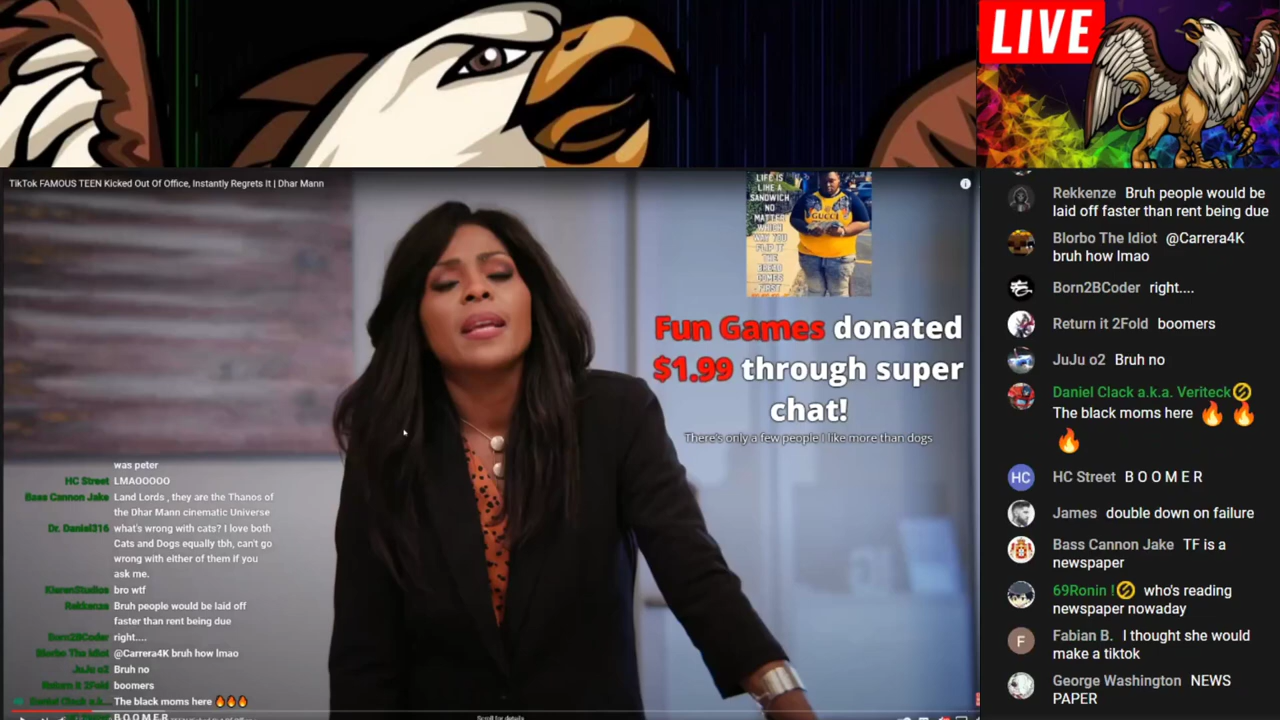 LIVE
TikTok FAMOUS TEEN Kicked Out Of Office, Instantly Regrets It | Dhar Mann
LIFE IS
LIKE A
SANDWICH
NO
MATTER
WHICH
WAY YOU
FLIP IT
THE
BREAD
COMES
FIRST
GUCCI
Fun Games donated
$1.99 through super
chat!
There's only a few people I like more than dogs
was peter
HC Street LMAOOOOO
Bass Cannon Jake Land Lords , they are the Thanos of
the Dhar Mann cinematic Universe
Dr. Daniel316 what's wrong with cats? I love both
Cats and Dogs equally tbh, can't go
wrong with either of them if you
ask me.
KierenStudios bro wtf
Rekkenze Bruh people would be laid off
faster than rent being due
Born2BCoder right....
Blorbo The Idiot @Carrera4K bruh how lmao
JuJu o2 Bruh no
Return it 2Fold boomers
Daniel Clack a.k... The black moms here 🔥🔥🔥
B O O M E R
Scroll for details
Rekkenze Bruh people would be
laid off faster than rent being due
Blorbo The Idiot @Carrera4K
bruh how lmao
Born2BCoder right....
Return it 2Fold boomers
JuJu o2 Bruh no
Daniel Clack a.k.a. Veriteck
The black moms here 🔥 🔥
🔥
HC HC Street B O O M E R
James double down on failure
Bass Cannon Jake TF is a
newspaper
69Ronin ! who's reading
newspaper nowaday
F Fabian B. I thought she would
make a tiktok
George Washington NEWS
PAPER